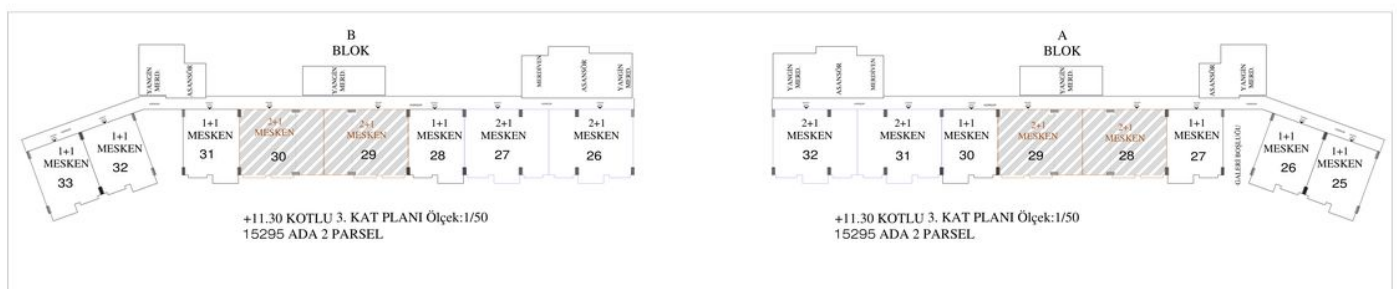 B
BLOK
YANGIN
MERD.
ASANSÖR
YANGIN
MERD.
MERDİVEN
ASANSÖR
YANGIN
MERD.
1+1
MESKEN
33
1+1
MESKEN
32
1+1
MESKEN
31
2+1
MESKEN
30
2+1
MESKEN
29
1+1
MESKEN
28
2+1
MESKEN
27
2+1
MESKEN
26
+11.30 KOTLU 3. KAT PLANI Ölçek:1/50
15295 ADA 2 PARSEL
A
BLOK
YANGIN
MERD.
ASANSÖR
MERDİVEN
YANGIN
MERD.
ASANSÖR
YANGIN
MERD.
2+1
MESKEN
32
2+1
MESKEN
31
1+1
MESKEN
30
2+1
MESKEN
29
2+1
MESKEN
28
1+1
MESKEN
27
GALERİ BOŞLUĞU
1+1
MESKEN
26
1+1
MESKEN
25
+11.30 KOTLU 3. KAT PLANI Ölçek:1/50
15295 ADA 2 PARSEL